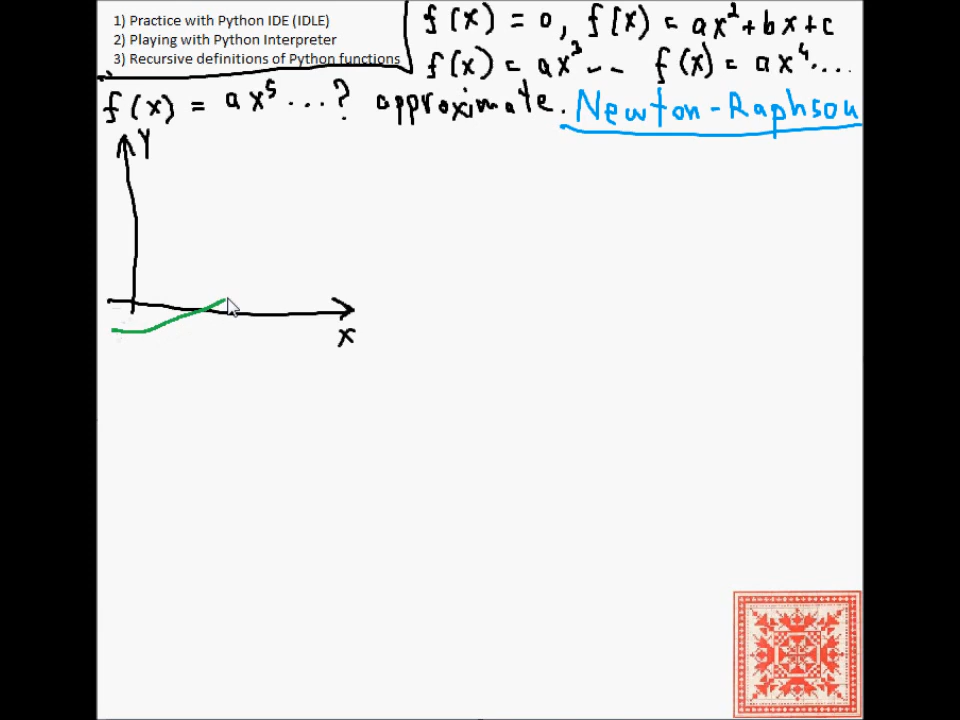 1) Practice with Python IDE (IDLE)
2) Playing with Python Interpreter
3) Recursive definitions of Python functions
f(x) = 0, f(x) = ax² + bx + c
f(x) = ax³ -- f(x) = ax⁴....
f(x) = ax⁵ ...? approximate. Newton-Raphson
Y
x